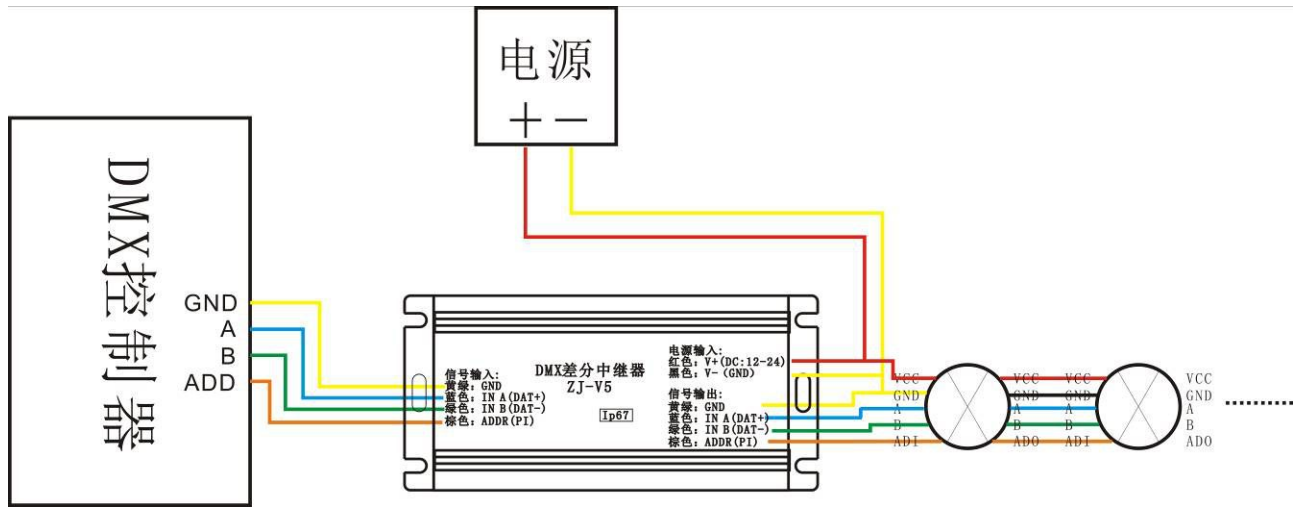 电源
+ −
DMX控制器
GND
A
B
ADD
信号输入:
黄绿: GND
蓝色: IN A(DAT+)
绿色: IN B(DAT-)
棕色: ADDR(PI)
DMX差分中继器
ZJ-V5
Ip67
电源输入:
红色: V+(DC:12-24)
黑色: V- (GND)
信号输出:
黄绿: GND
蓝色: IN A(DAT+)
绿色: IN B(DAT-)
棕色: ADDR(PI)
VCC
GND
A
B
ADI
VCC
GND
A
B
ADO
VCC
GND
A
B
ADI
VCC
GND
A
B
ADO